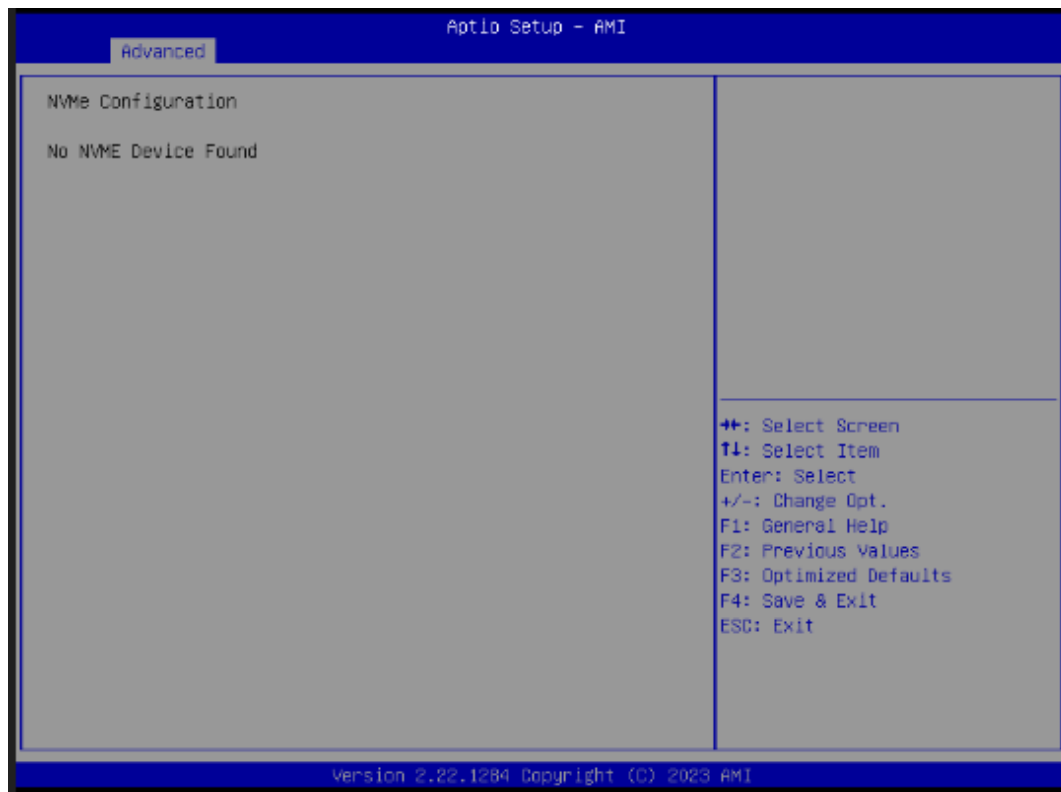 Aptio Setup - AMI
Advanced
NVMe Configuration
No NVME Device Found
→←: Select Screen
↑↓: Select Item
Enter: Select
+/-: Change Opt.
F1: General Help
F2: Previous Values
F3: Optimized Defaults
F4: Save & Exit
ESC: Exit
Version 2.22.1284 Copyright (C) 2023 AMI